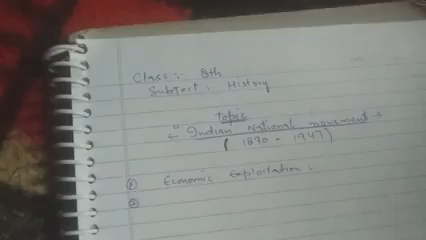 Class:- 8th
Subject: History
topic
" Indian National movement "
( 1870 - 1947)
① Economic Exploitation :
②